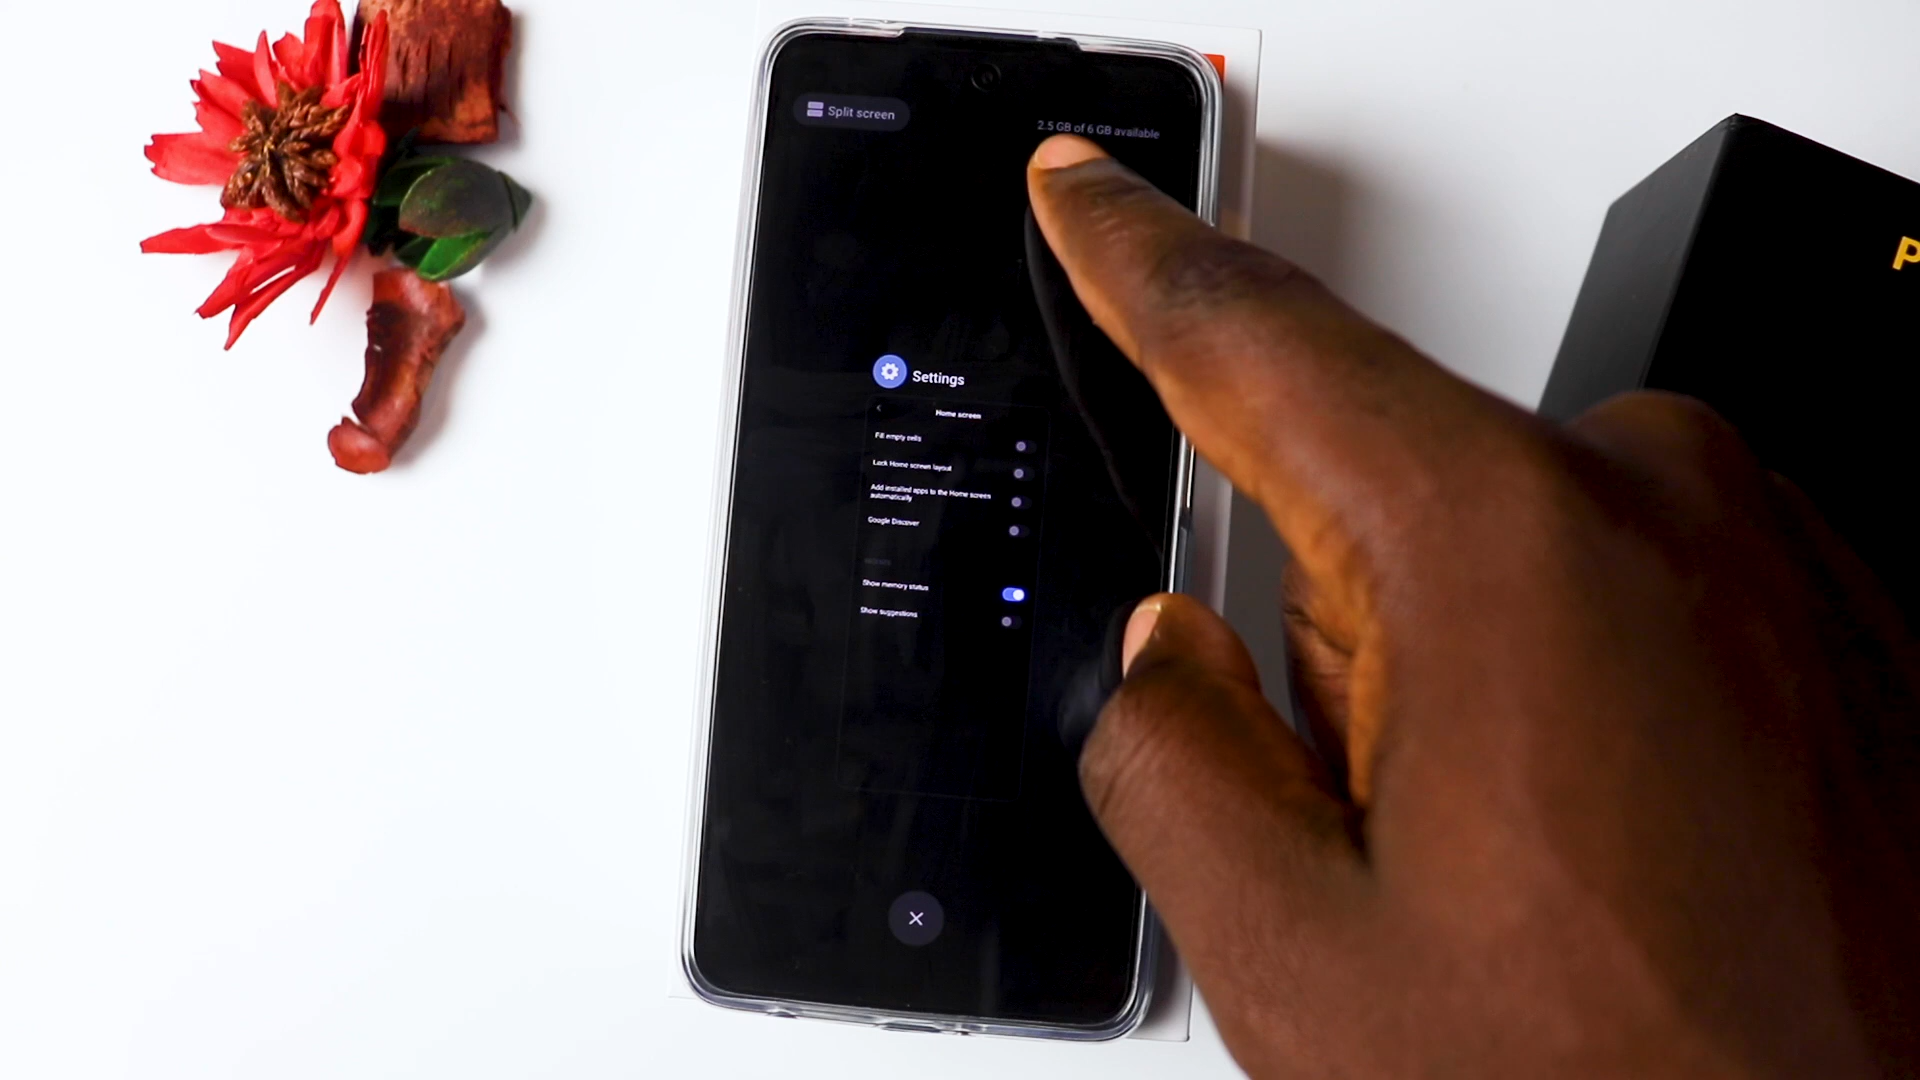 Split screen
2.5 GB of 6 GB available
Settings
Home screen
Fill empty cells
Lock Home screen layout
Add installed apps to the Home screen
automatically
Google Discover
Show memory status
Show suggestions
P